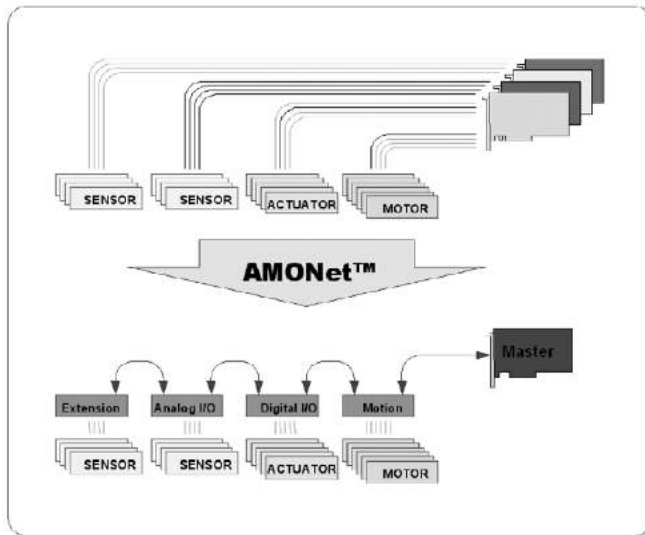 SENSOR SENSOR ACTUATOR MOTOR
AMONet™
Master
Extension Analog I/O Digital I/O Motion
SENSOR SENSOR ACTUATOR MOTOR